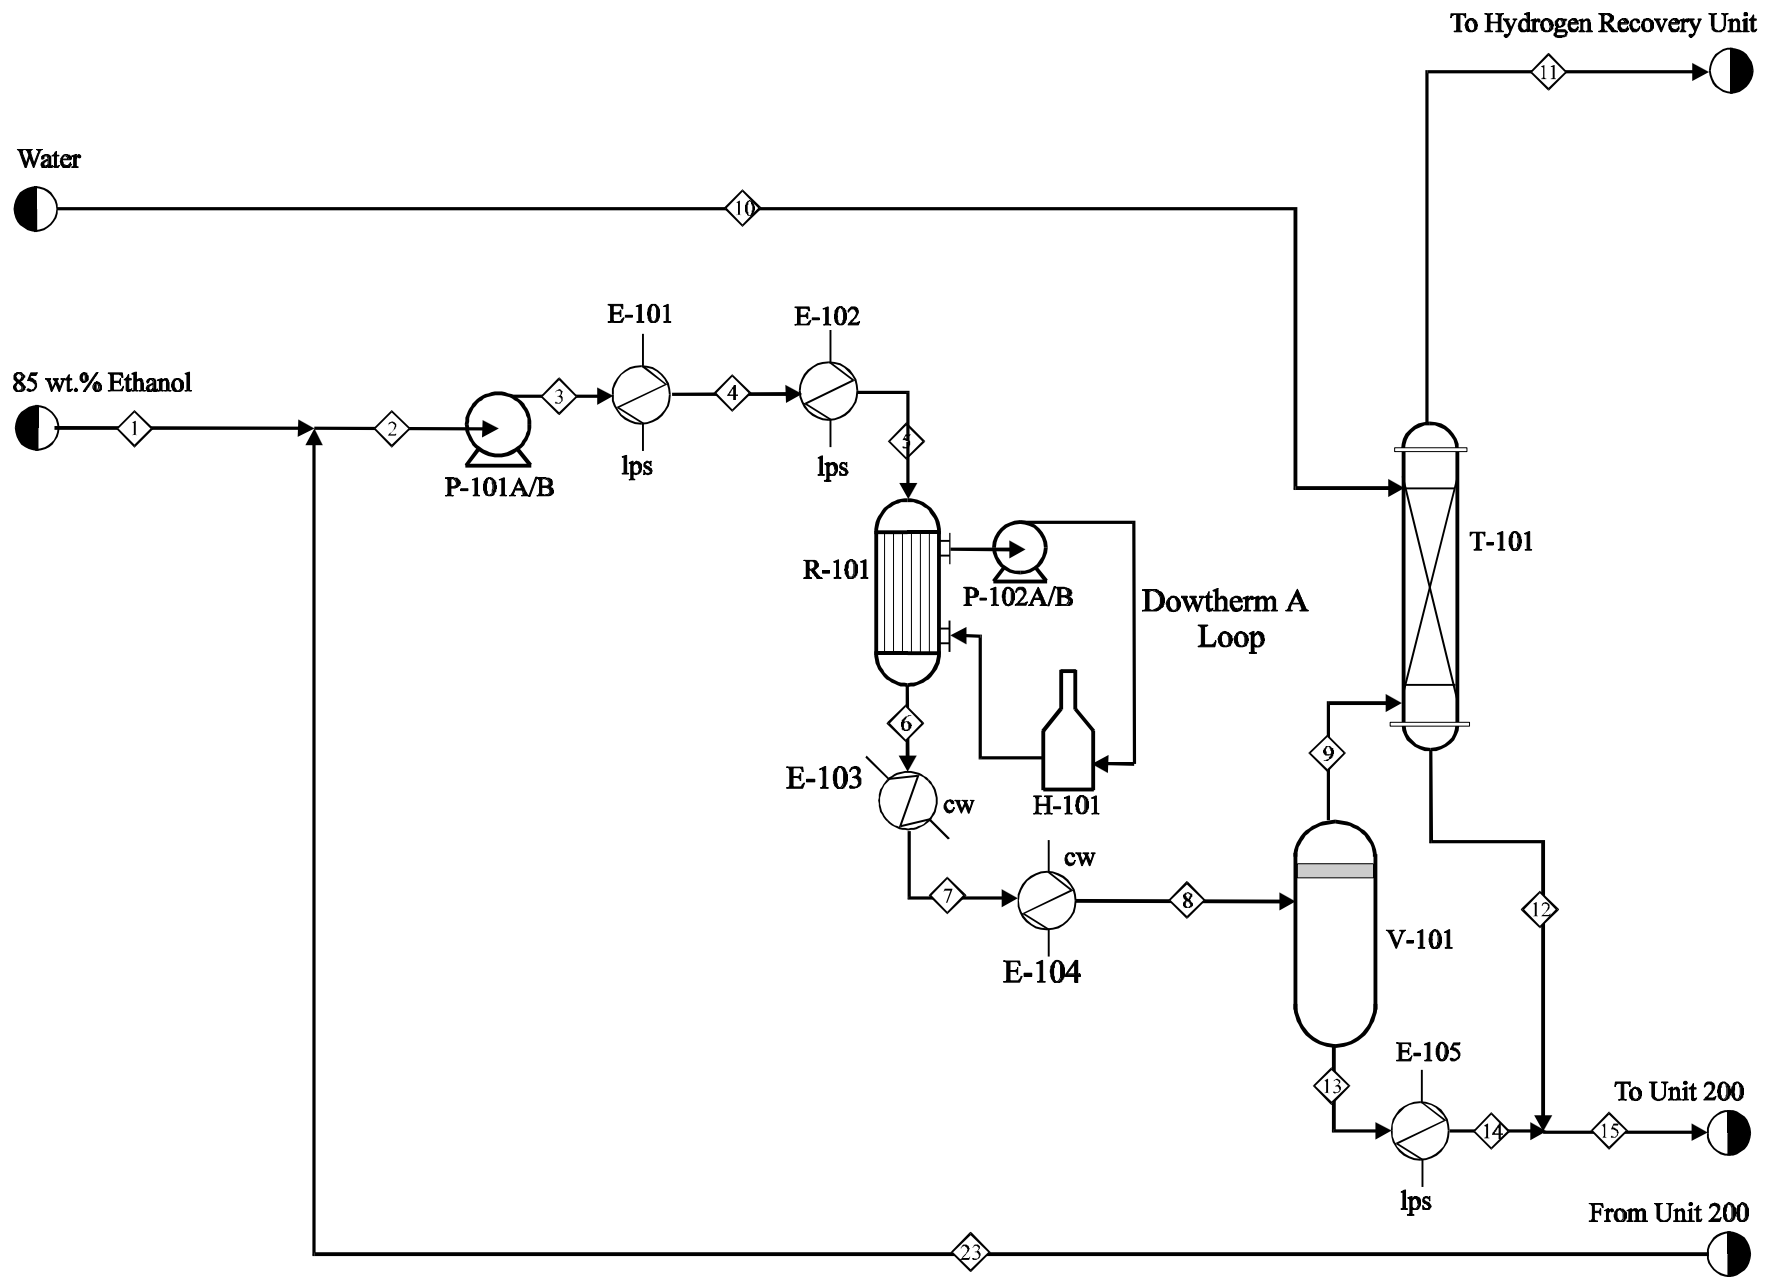 To Hydrogen Recovery Unit
11
Water
10
E-101
E-102
85 wt.% Ethanol
3
4
1
2
5
lps
lps
P-101A/B
T-101
R-101
P-102A/B
Dowtherm A
Loop
6
9
E-103
cw
H-101
cw
7
8
12
V-101
E-104
E-105
13
To Unit 200
14
15
lps
From Unit 200
23